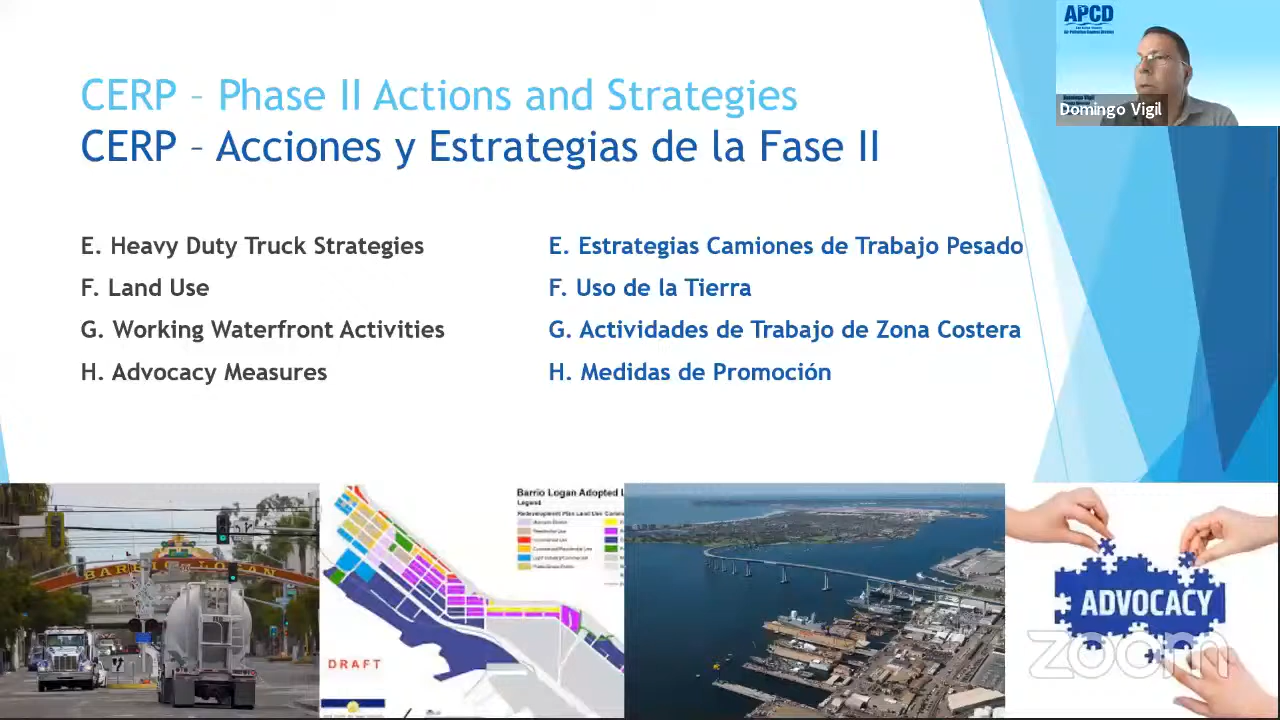 APCD
Domingo Vigil
CERP – Phase II Actions and Strategies
CERP – Acciones y Estrategias de la Fase II
E. Heavy Duty Truck Strategies
F. Land Use
G. Working Waterfront Activities
H. Advocacy Measures
E. Estrategias Camiones de Trabajo Pesado
F. Uso de la Tierra
G. Actividades de Trabajo de Zona Costera
H. Medidas de Promoción
BARRIO LOGAN
Barrio Logan Adopted L
Legend
DRAFT
ADVOCACY
zoom